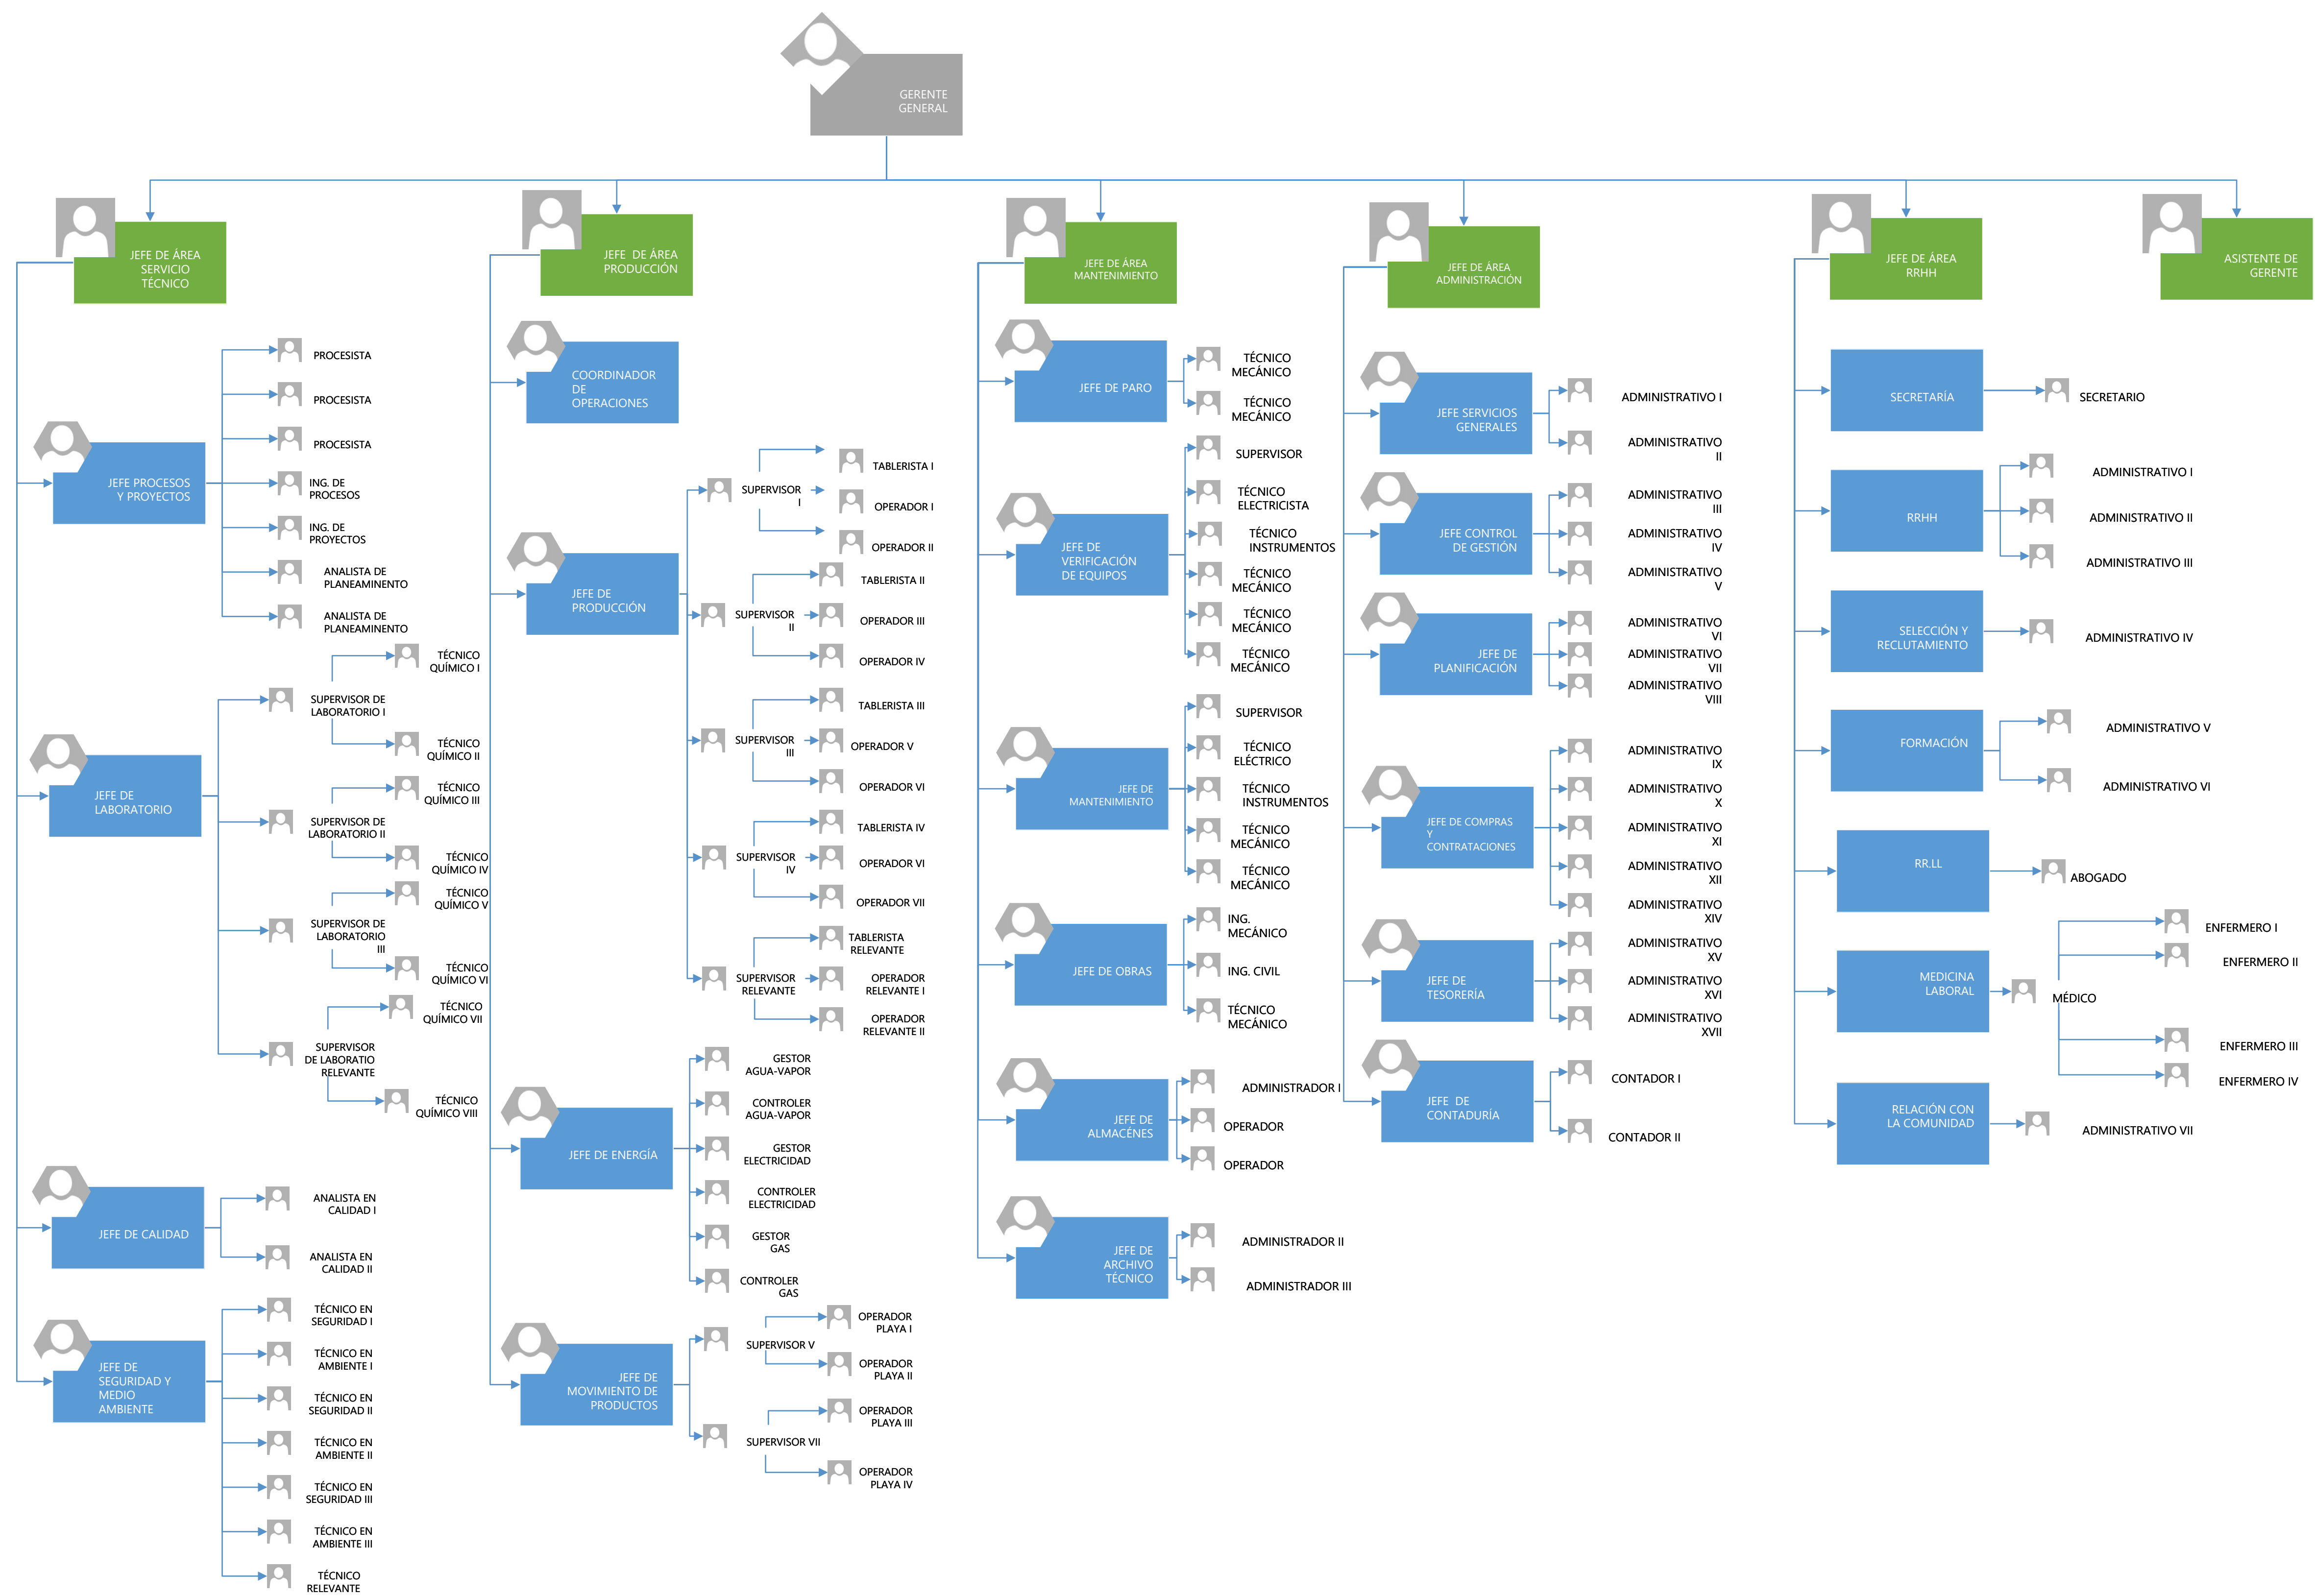 GERENTE
GENERAL
JEFE DE ÁREA
SERVICIO
TÉCNICO
JEFE DE ÁREA
PRODUCCIÓN
JEFE DE ÁREA
MANTENIMIENTO
JEFE DE ÁREA
ADMINISTRACIÓN
JEFE DE ÁREA
RRHH
ASISTENTE DE
GERENTE
JEFE PROCESOS
Y PROYECTOS
PROCESISTA
PROCESISTA
PROCESISTA
ING. DE
PROCESOS
ING. DE
PROYECTOS
ANALISTA DE
PLANEAMINENTO
ANALISTA DE
PLANEAMINENTO
JEFE DE
LABORATORIO
SUPERVISOR DE
LABORATORIO I
TÉCNICO
QUÍMICO I
TÉCNICO
QUÍMICO II
SUPERVISOR DE
LABORATORIO II
TÉCNICO
QUÍMICO III
TÉCNICO
QUÍMICO IV
SUPERVISOR DE
LABORATORIO
III
TÉCNICO
QUÍMICO V
TÉCNICO
QUÍMICO VI
SUPERVISOR
DE LABORATIO
RELEVANTE
TÉCNICO
QUÍMICO VII
TÉCNICO
QUÍMICO VIII
JEFE DE CALIDAD
ANALISTA EN
CALIDAD I
ANALISTA EN
CALIDAD II
JEFE DE
SEGURIDAD Y
MEDIO
AMBIENTE
TÉCNICO EN
SEGURIDAD I
TÉCNICO EN
AMBIENTE I
TÉCNICO EN
SEGURIDAD II
TÉCNICO EN
AMBIENTE II
TÉCNICO EN
SEGURIDAD III
TÉCNICO EN
AMBIENTE III
TÉCNICO
RELEVANTE
COORDINADOR
DE
OPERACIONES
JEFE DE
PRODUCCIÓN
SUPERVISOR
I
TABLERISTA I
OPERADOR I
OPERADOR II
SUPERVISOR
II
TABLERISTA II
OPERADOR III
OPERADOR IV
SUPERVISOR
III
TABLERISTA III
OPERADOR V
OPERADOR VI
SUPERVISOR
IV
TABLERISTA IV
OPERADOR VI
OPERADOR VII
SUPERVISOR
RELEVANTE
TABLERISTA
RELEVANTE
OPERADOR
RELEVANTE I
OPERADOR
RELEVANTE II
JEFE DE ENERGÍA
GESTOR
AGUA-VAPOR
CONTROLER
AGUA-VAPOR
GESTOR
ELECTRICIDAD
CONTROLER
ELECTRICIDAD
GESTOR
GAS
CONTROLER
GAS
JEFE DE
MOVIMIENTO DE
PRODUCTOS
SUPERVISOR V
OPERADOR
PLAYA I
OPERADOR
PLAYA II
SUPERVISOR VII
OPERADOR
PLAYA III
OPERADOR
PLAYA IV
JEFE DE PARO
TÉCNICO
MECÁNICO
TÉCNICO
MECÁNICO
JEFE DE
VERIFICACIÓN
DE EQUIPOS
SUPERVISOR
TÉCNICO
ELECTRICISTA
TÉCNICO
INSTRUMENTOS
TÉCNICO
MECÁNICO
TÉCNICO
MECÁNICO
TÉCNICO
MECÁNICO
JEFE DE
MANTENIMIENTO
SUPERVISOR
TÉCNICO
ELÉCTRICO
TÉCNICO
INSTRUMENTOS
TÉCNICO
MECÁNICO
TÉCNICO
MECÁNICO
JEFE DE OBRAS
ING.
MECÁNICO
ING. CIVIL
TÉCNICO
MECÁNICO
JEFE DE
ALMACÉNES
ADMINISTRADOR I
OPERADOR
OPERADOR
JEFE DE
ARCHIVO
TÉCNICO
ADMINISTRADOR II
ADMINISTRADOR III
JEFE SERVICIOS
GENERALES
ADMINISTRATIVO I
ADMINISTRATIVO
II
JEFE CONTROL
DE GESTIÓN
ADMINISTRATIVO
III
ADMINISTRATIVO
IV
ADMINISTRATIVO
V
JEFE DE
PLANIFICACIÓN
ADMINISTRATIVO
VI
ADMINISTRATIVO
VII
ADMINISTRATIVO
VIII
JEFE DE COMPRAS
Y
CONTRATACIONES
ADMINISTRATIVO
IX
ADMINISTRATIVO
X
ADMINISTRATIVO
XI
ADMINISTRATIVO
XII
ADMINISTRATIVO
XIV
JEFE DE
TESORERÍA
ADMINISTRATIVO
XV
ADMINISTRATIVO
XVI
ADMINISTRATIVO
XVII
JEFE DE
CONTADURÍA
CONTADOR I
CONTADOR II
SECRETARÍA
SECRETARIO
RRHH
ADMINISTRATIVO I
ADMINISTRATIVO II
ADMINISTRATIVO III
SELECCIÓN Y
RECLUTAMIENTO
ADMINISTRATIVO IV
FORMACIÓN
ADMINISTRATIVO V
ADMINISTRATIVO VI
RR.LL
ABOGADO
MEDICINA
LABORAL
MÉDICO
ENFERMERO I
ENFERMERO II
ENFERMERO III
ENFERMERO IV
RELACIÓN CON
LA COMUNIDAD
ADMINISTRATIVO VII